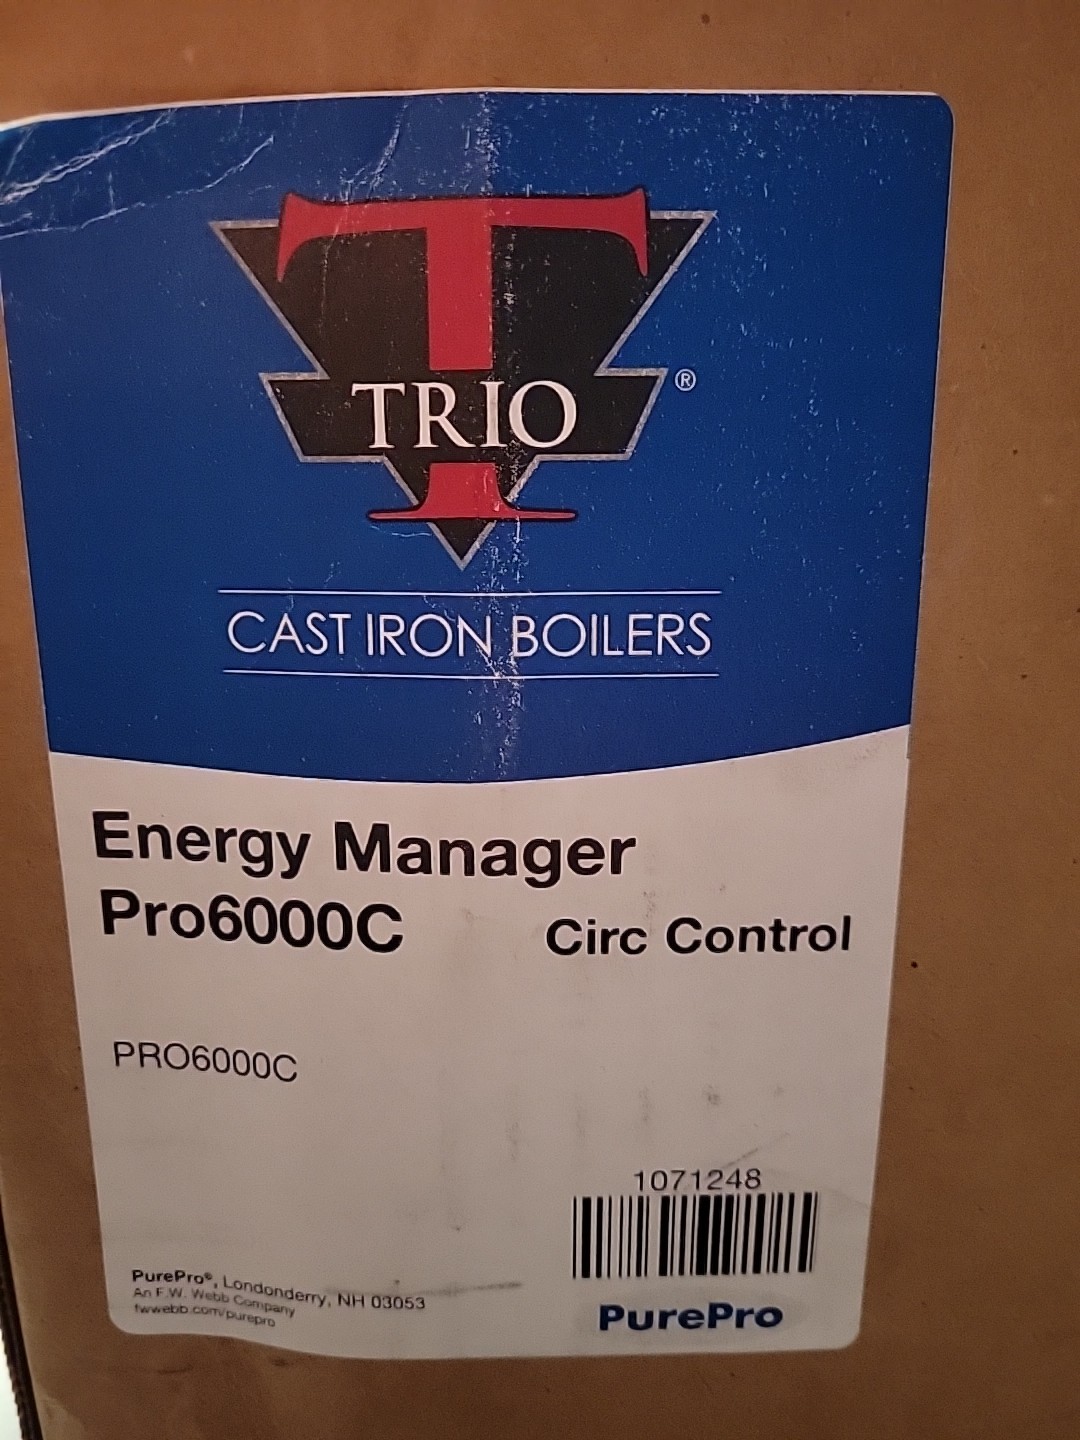 T
TRIO®
CAST IRON BOILERS
Energy Manager
Pro6000C Circ Control
PRO6000C
1071248
PurePro®, Londonderry, NH 03053
An F.W. Webb Company
fwwebb.com/purepro
PurePro